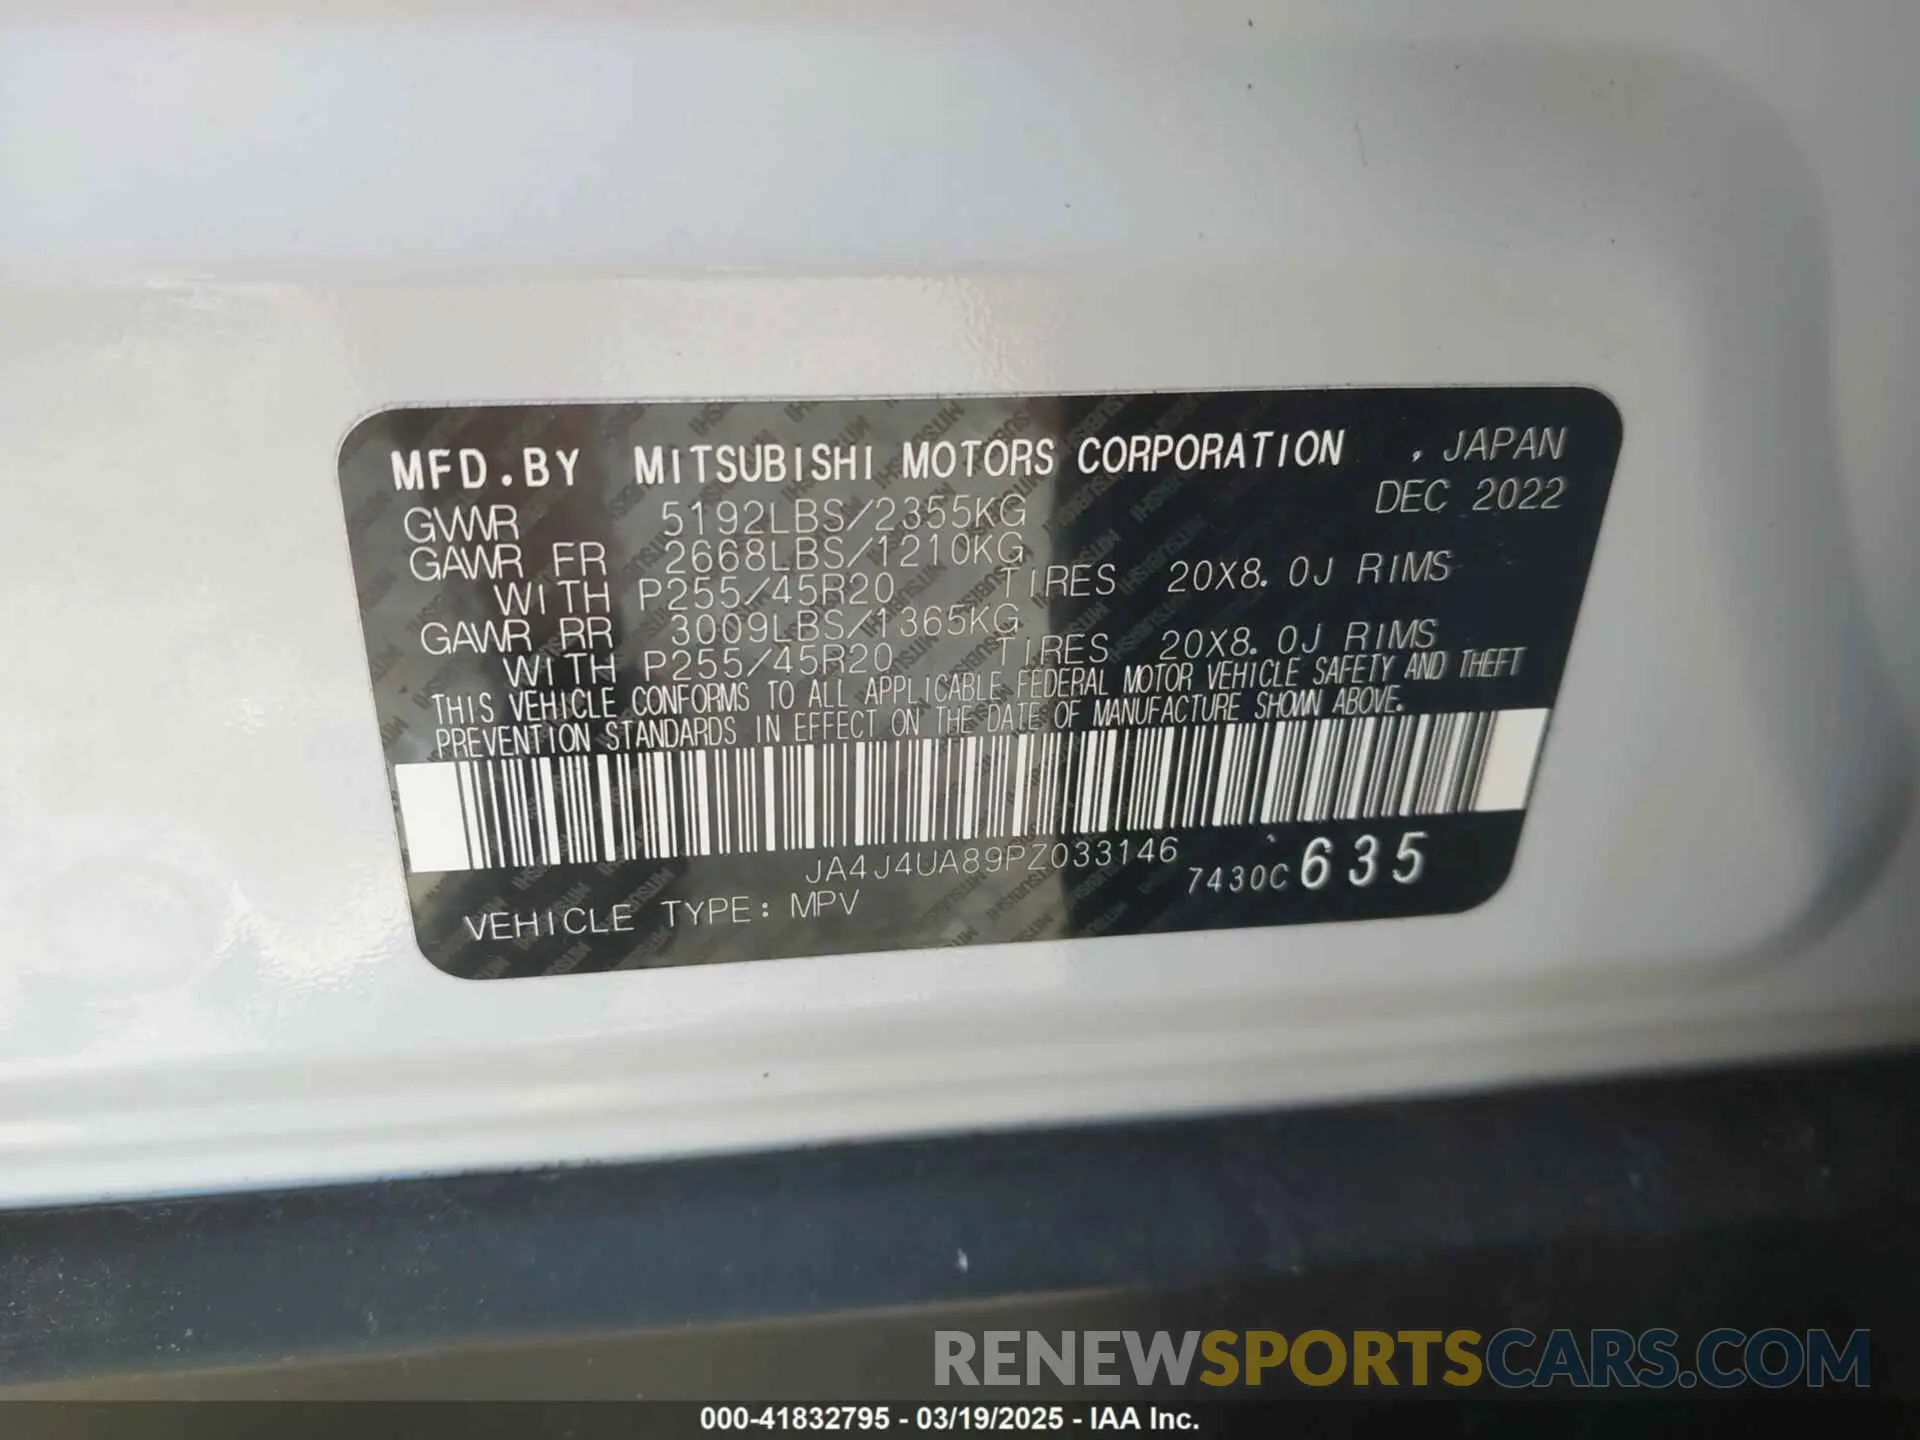 MFD.BY MITSUBISHI MOTORS CORPORATION , JAPAN
DEC 2022
GVWR 5192LBS/2355KG
GAWR FR 2668LBS/1210KG
WITH P255/45R20 TIRES 20X8.0J RIMS
GAWR RR 3009LBS/1365KG
WITH P255/45R20 TIRES 20X8.0J RIMS
THIS VEHICLE CONFORMS TO ALL APPLICABLE FEDERAL MOTOR VEHICLE SAFETY AND THEFT
PREVENTION STANDARDS IN EFFECT ON THE DATE OF MANUFACTURE SHOWN ABOVE.
JA4J4UA89PZ033146
7430C635
VEHICLE TYPE: MPV
RENEWSPORTSCARS.COM
000-41832795 - 03/19/2025 - IAA Inc.